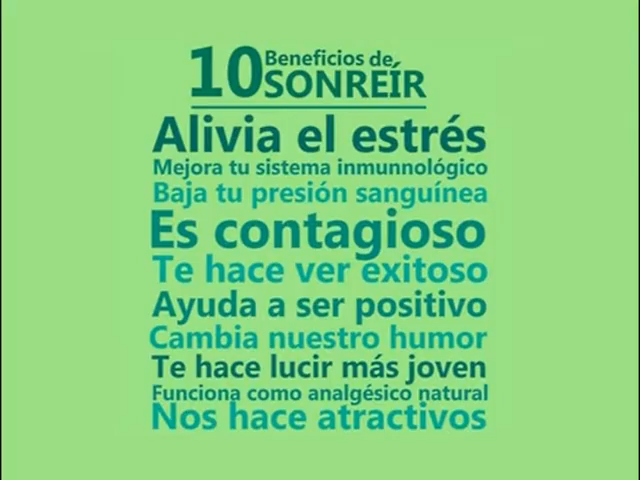 10 Beneficios de
SONREÍR
Alivia el estrés
Mejora tu sistema inmunnológico
Baja tu presión sanguínea
Es contagioso
Te hace ver exitoso
Ayuda a ser positivo
Cambia nuestro humor
Te hace lucir más joven
Funciona como analgésico natural
Nos hace atractivos